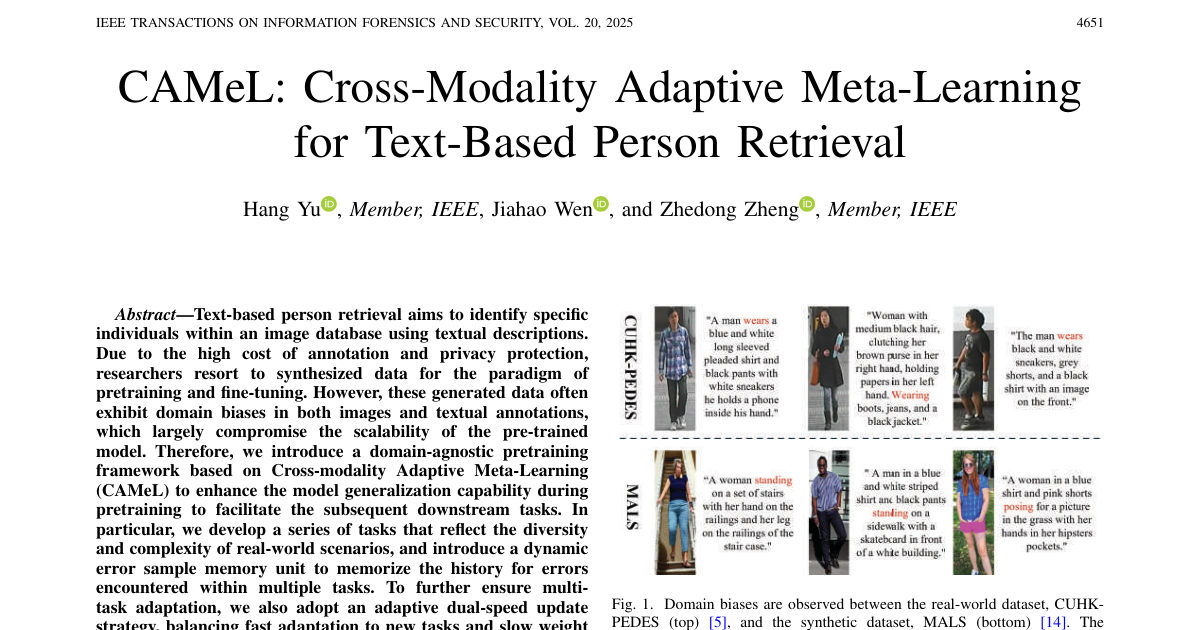 IEEE TRANSACTIONS ON INFORMATION FORENSICS AND SECURITY, VOL. 20, 2025
4651
CAMeL: Cross-Modality Adaptive Meta-Learning
for Text-Based Person Retrieval
Hang Yu iD, Member, IEEE, Jiahao Wen iD, and Zhedong Zheng iD, Member, IEEE
Abstract—Text-based person retrieval aims to identify specific
individuals within an image database using textual descriptions.
Due to the high cost of annotation and privacy protection,
researchers resort to synthesized data for the paradigm of
pretraining and fine-tuning. However, these generated data often
exhibit domain biases in both images and textual annotations,
which largely compromise the scalability of the pre-trained
model. Therefore, we introduce a domain-agnostic pretraining
framework based on Cross-modality Adaptive Meta-Learning
(CAMeL) to enhance the model generalization capability during
pretraining to facilitate the subsequent downstream tasks. In
particular, we develop a series of tasks that reflect the diversity
and complexity of real-world scenarios, and introduce a dynamic
error sample memory unit to memorize the history for errors
encountered within multiple tasks. To further ensure multi-
task adaptation, we also adopt an adaptive dual-speed update
strategy, balancing fast adaptation to new tasks and slow weight
CUHK-PEDES
"A man wears a
blue and white
long sleeved
pleaded shirt and
black pants with
white sneakers
he holds a phone
inside his hand."
"Woman with
medium black hair,
clutching her
brown purse in her
right hand, holding
papers in her left
hand. Wearing
boots, jeans, and a
black jacket."
"The man wears
black and white
sneakers, grey
shorts, and a black
shirt with an image
on the front."
MALS
"A woman standing
on a set of stairs
with her hand on the
railings and her leg
on the railings of the
stair case."
" A man in a blue
and white striped
shirt and black pants
standing on a
sidewalk with a
skateboard in front
of a white building."
"A woman in a blue
shirt and pink shorts
posing for a picture
in the grass with her
hands in her hipsters
pockets."
Fig. 1. Domain biases are observed between the real-world dataset, CUHK-
PEDES (top) [5], and the synthetic dataset, MALS (bottom) [14]. The